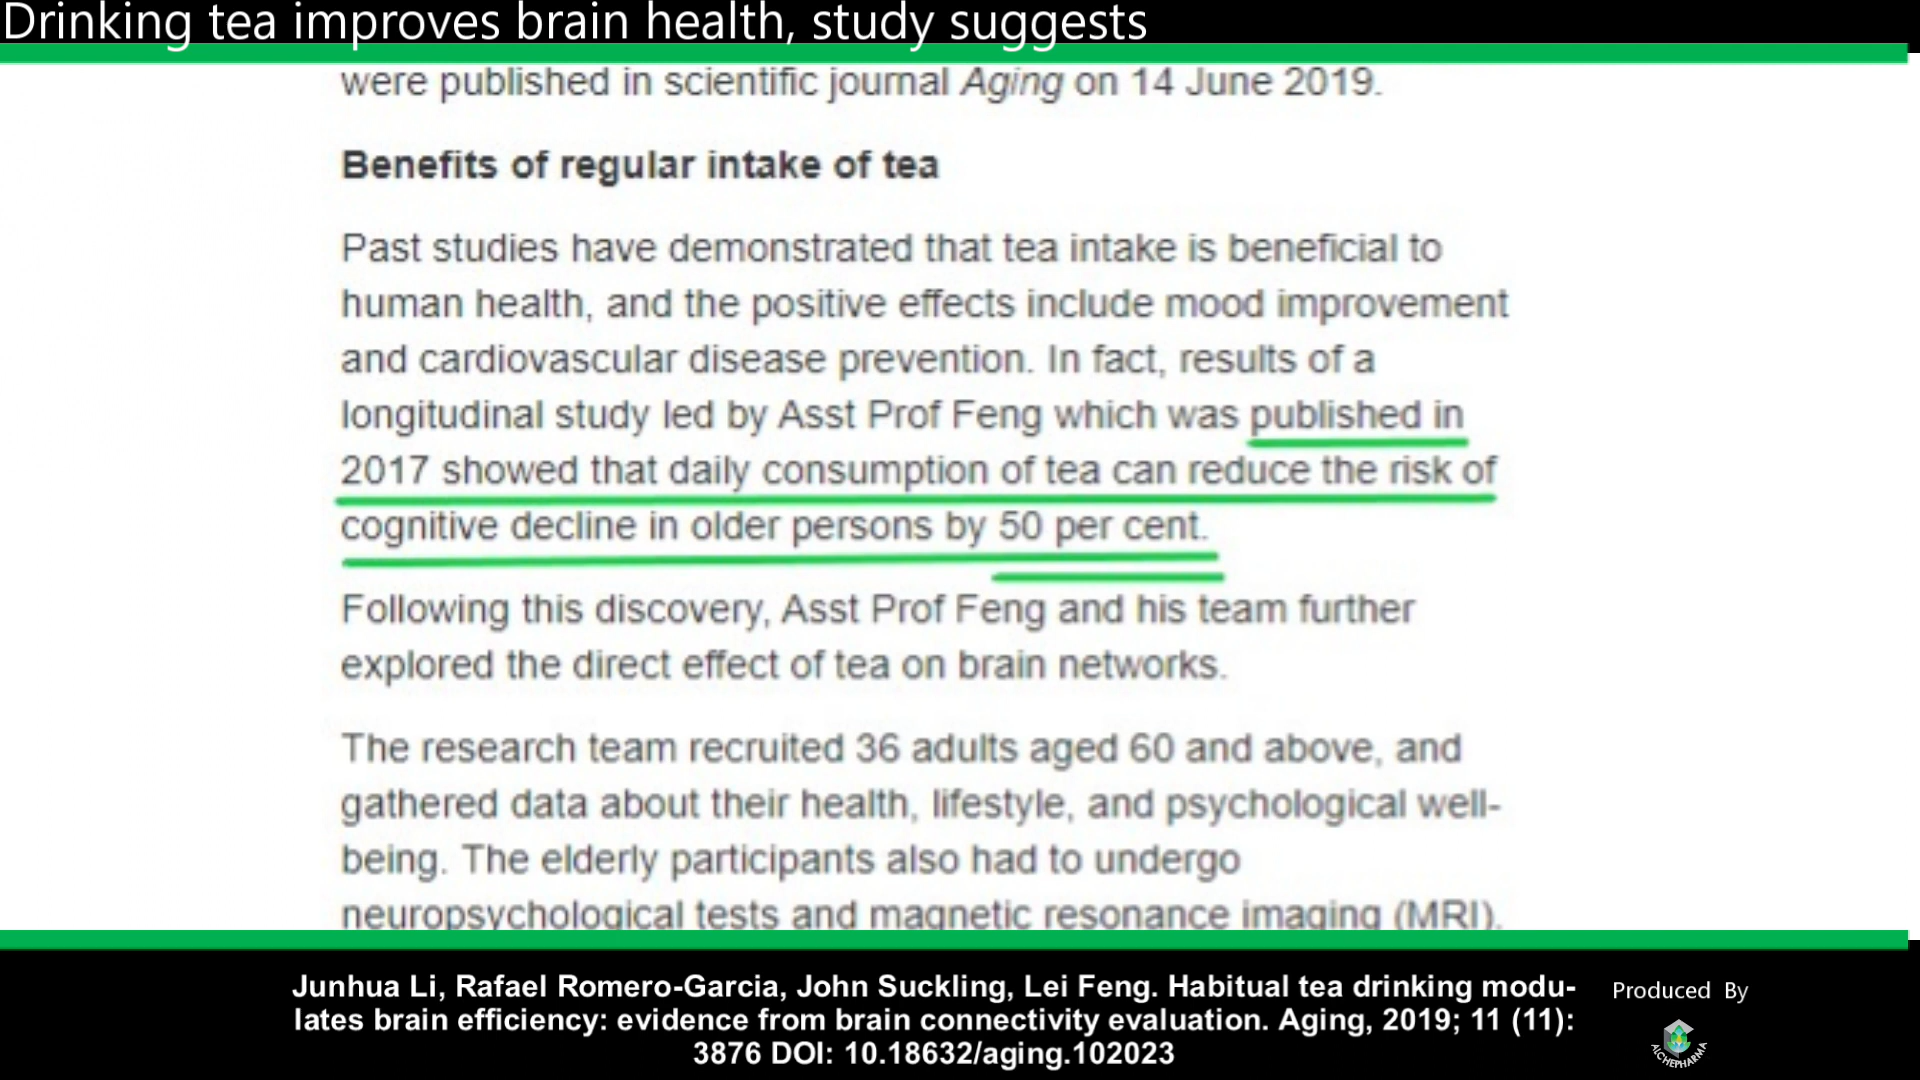 Drinking tea improves brain health, study suggests
were published in scientific journal Aging on 14 June 2019.
Benefits of regular intake of tea
Past studies have demonstrated that tea intake is beneficial to
human health, and the positive effects include mood improvement
and cardiovascular disease prevention. In fact, results of a
longitudinal study led by Asst Prof Feng which was published in
2017 showed that daily consumption of tea can reduce the risk of
cognitive decline in older persons by 50 per cent.
Following this discovery, Asst Prof Feng and his team further
explored the direct effect of tea on brain networks.
The research team recruited 36 adults aged 60 and above, and
gathered data about their health, lifestyle, and psychological well-
being. The elderly participants also had to undergo
neuropsychological tests and magnetic resonance imaging (MRI).
Junhua Li, Rafael Romero-Garcia, John Suckling, Lei Feng. Habitual tea drinking modu-
lates brain efficiency: evidence from brain connectivity evaluation. Aging, 2019; 11 (11):
3876 DOI: 10.18632/aging.102023
Produced By
AlCHEPHARMA